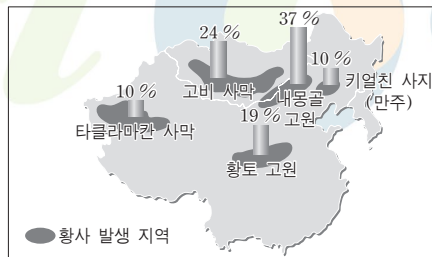 37 %
24 %
10 %
키얼친 사지
(만주)
고비 사막
내몽골
고원
10 %
타클라마칸 사막
19 %
황토 고원
황사 발생 지역